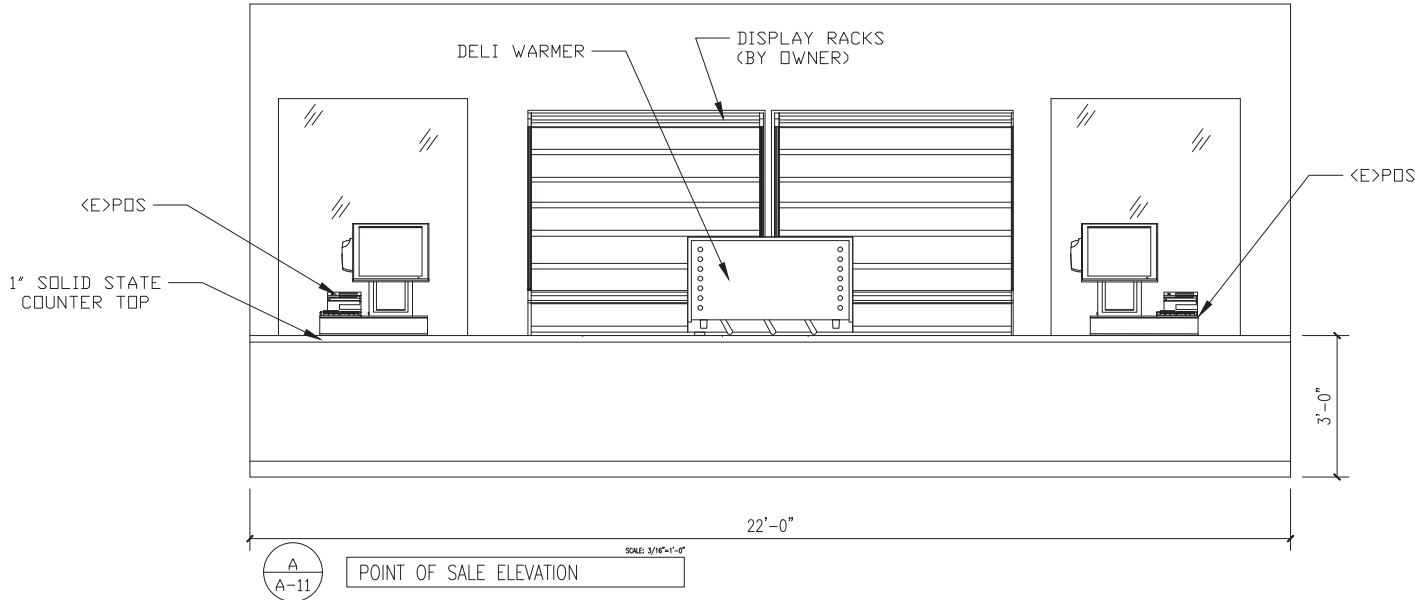 DELI WARMER
DISPLAY RACKS
(BY OWNER)
<E>POS
<E>POS
1" SOLID STATE
COUNTER TOP
3'-0"
22'-0"
SCALE: 3/16"=1'-0"
A
A-11
POINT OF SALE ELEVATION